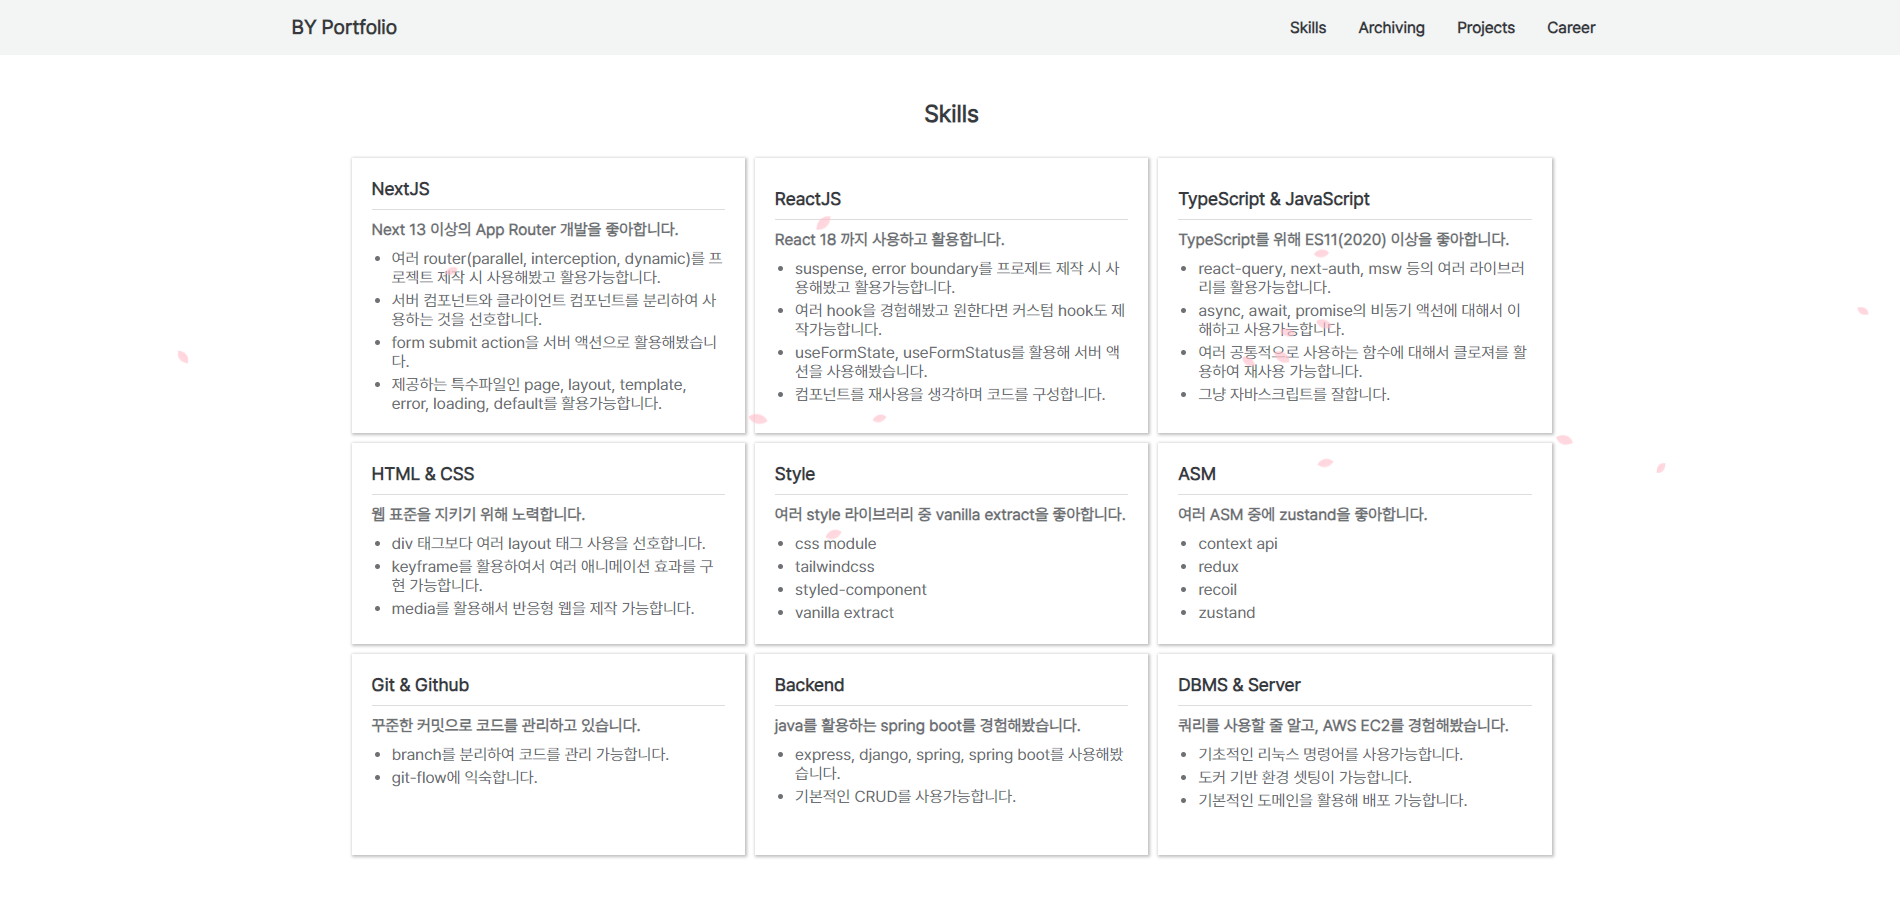 BY Portfolio
Skills
Archiving
Projects
Career
Skills
NextJS
Next 13 이상의 App Router 개발을 좋아합니다.
여러 router(parallel, interception, dynamic)를 프
로젝트 제작 시 사용해봤고 활용가능합니다.
서버 컴포넌트와 클라이언트 컴포넌트를 분리하여 사
용하는 것을 선호합니다.
form submit action을 서버 액션으로 활용해봤습니
다.
제공하는 특수파일인 page, layout, template,
error, loading, default를 활용가능합니다.
ReactJS
React 18 까지 사용하고 활용합니다.
suspense, error boundary를 프로제트 제작 시 사
용해봤고 활용가능합니다.
여러 hook을 경험해봤고 원한다면 커스텀 hook도 제
작가능합니다.
useFormState, useFormStatus를 활용해 서버 액
션을 사용해봤습니다.
컴포넌트를 재사용을 생각하며 코드를 구성합니다.
TypeScript & JavaScript
TypeScript를 위해 ES11(2020) 이상을 좋아합니다.
react-query, next-auth, msw 등의 여러 라이브러
리를 활용가능합니다.
async, await, promise의 비동기 액션에 대해서 이
해하고 사용가능합니다.
여러 공통적으로 사용하는 함수에 대해서 클로져를 활
용하여 재사용 가능합니다.
그냥 자바스크립트를 잘합니다.
HTML & CSS
웹 표준을 지키기 위해 노력합니다.
div 태그보다 여러 layout 태그 사용을 선호합니다.
keyframe를 활용하여서 여러 애니메이션 효과를 구
현 가능합니다.
media를 활용해서 반응형 웹을 제작 가능합니다.
Style
여러 style 라이브러리 중 vanilla extract을 좋아합니다.
css module
tailwindcss
styled-component
vanilla extract
ASM
여러 ASM 중에 zustand을 좋아합니다.
context api
redux
recoil
zustand
Git & Github
꾸준한 커밋으로 코드를 관리하고 있습니다.
branch를 분리하여 코드를 관리 가능합니다.
git-flow에 익숙합니다.
Backend
java를 활용하는 spring boot를 경험해봤습니다.
express, django, spring, spring boot를 사용해봤
습니다.
기본적인 CRUD를 사용가능합니다.
DBMS & Server
쿼리를 사용할 줄 알고, AWS EC2를 경험해봤습니다.
기초적인 리눅스 명령어를 사용가능합니다.
도커 기반 환경 셋팅이 가능합니다.
기본적인 도메인을 활용해 배포 가능합니다.